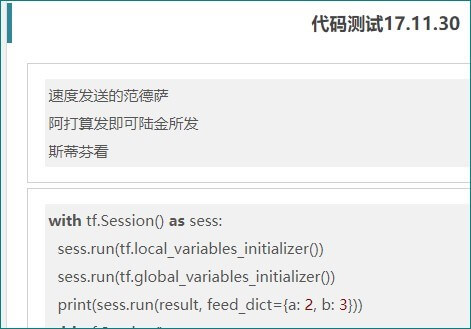 代码测试17.11.30
速度发送的范德萨
阿打算发即可陆金所发
斯蒂芬看
with tf.Session() as sess:
sess.run(tf.local_variables_initializer())
sess.run(tf.global_variables_initializer())
print(sess.run(result, feed_dict={a: 2, b: 3}))